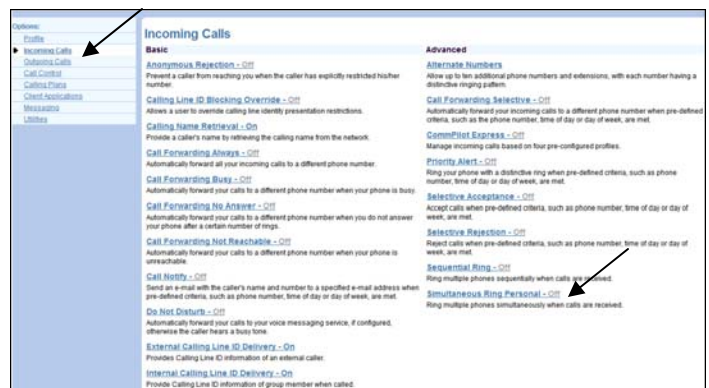 Options:
Profile
Incoming Calls
Outgoing Calls
Call Control
Calling Plans
Client Applications
Messaging
Utilities
Incoming Calls
Basic
Anonymous Rejection - Off
Prevent a caller from reaching you when the caller has explicitly restricted his/her
number.
Calling Line ID Blocking Override - Off
Allows a user to override calling line identity presentation restrictions.
Calling Name Retrieval - On
Provide a caller's name by retrieving the calling name from the network.
Call Forwarding Always - Off
Automatically forward all your incoming calls to a different phone number.
Call Forwarding Busy - Off
Automatically forward your calls to a different phone number when your phone is busy.
Call Forwarding No Answer - Off
Automatically forward your calls to a different phone number when you do not answer
your phone after a certain number of rings.
Call Forwarding Not Reachable - Off
Automatically forward your calls to a different phone number when your phone is
unreachable.
Call Notify - Off
Send an e-mail with the caller's name and number to a specified e-mail address when
pre-defined criteria, such as phone number, time of day or day of week, are met.
Do Not Disturb - Off
Automatically forward your calls to your voice messaging service, if configured,
otherwise the caller hears a busy tone.
External Calling Line ID Delivery - On
Provides Calling Line ID information of an external caller.
Internal Calling Line ID Delivery - On
Provide Calling Line ID information of group member when called.
Advanced
Alternate Numbers
Allow up to ten additional phone numbers and extensions, with each number having a
distinctive ringing pattern.
Call Forwarding Selective - Off
Automatically forward your incoming calls to a different phone number when pre-defined
criteria, such as the phone number, time of day or day of week, are met.
CommPilot Express - Off
Manage incoming calls based on four pre-configured profiles.
Priority Alert - Off
Ring your phone with a distinctive ring when pre-defined criteria, such as phone
number, time of day or day of week, are met.
Selective Acceptance - Off
Accept calls when pre-defined criteria, such as phone number, time of day or day of
week, are met.
Selective Rejection - Off
Reject calls when pre-defined criteria, such as phone number, time of day or day of
week, are met.
Sequential Ring - Off
Ring multiple phones sequentially when calls are received.
Simultaneous Ring Personal - Off
Ring multiple phones simultaneously when calls are received.